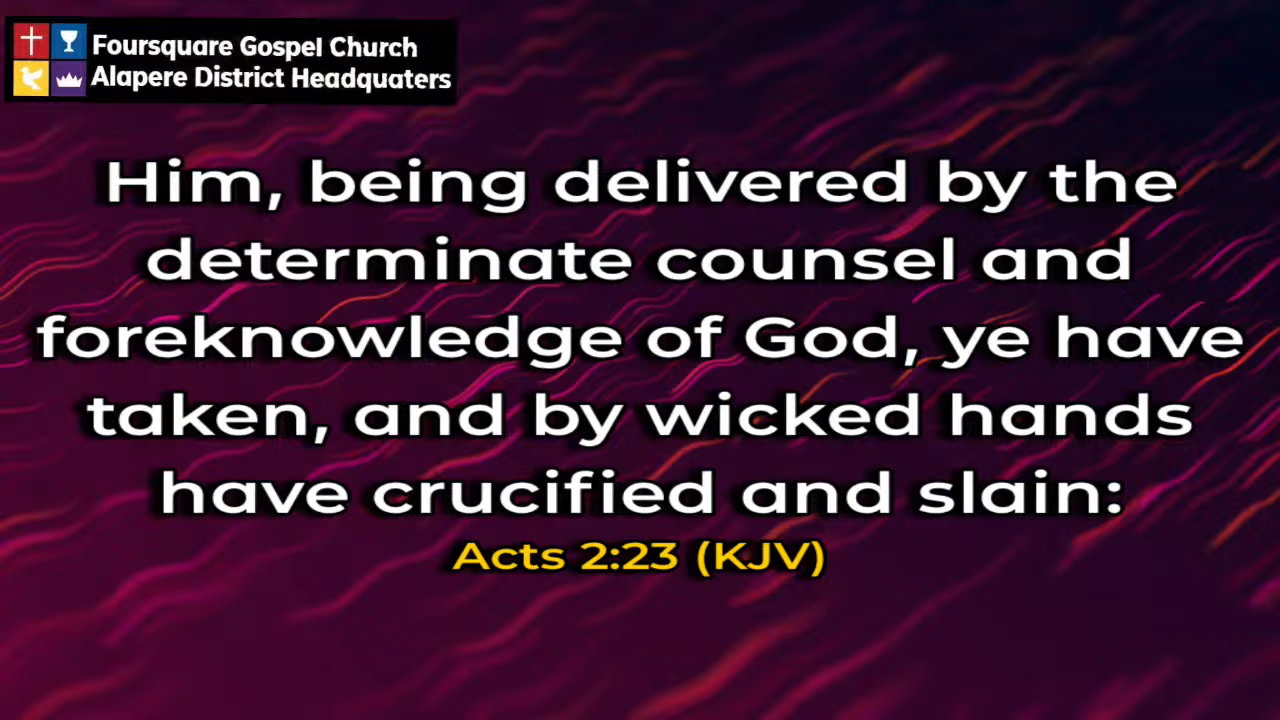 Foursquare Gospel Church
Alapere District Headquaters
Him, being delivered by the
determinate counsel and
foreknowledge of God, ye have
taken, and by wicked hands
have crucified and slain:
Acts 2:23 (KJV)